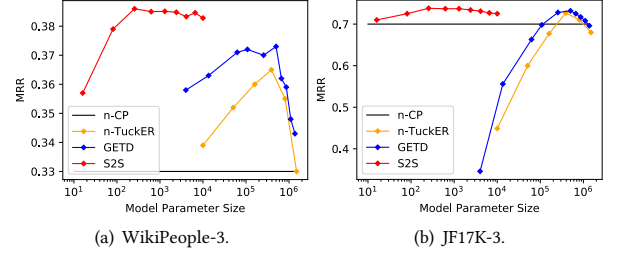 0.38
0.37
0.36
0.35
0.34
0.33
MRR
n-CP
n-TuckER
GETD
S2S
10^1 10^2 10^3 10^4 10^5 10^6
Model Parameter Size
(a) WikiPeople-3.
0.7
0.6
0.5
0.4
MRR
n-CP
n-TuckER
GETD
S2S
10^1 10^2 10^3 10^4 10^5 10^6
Model Parameter Size
(b) JF17K-3.